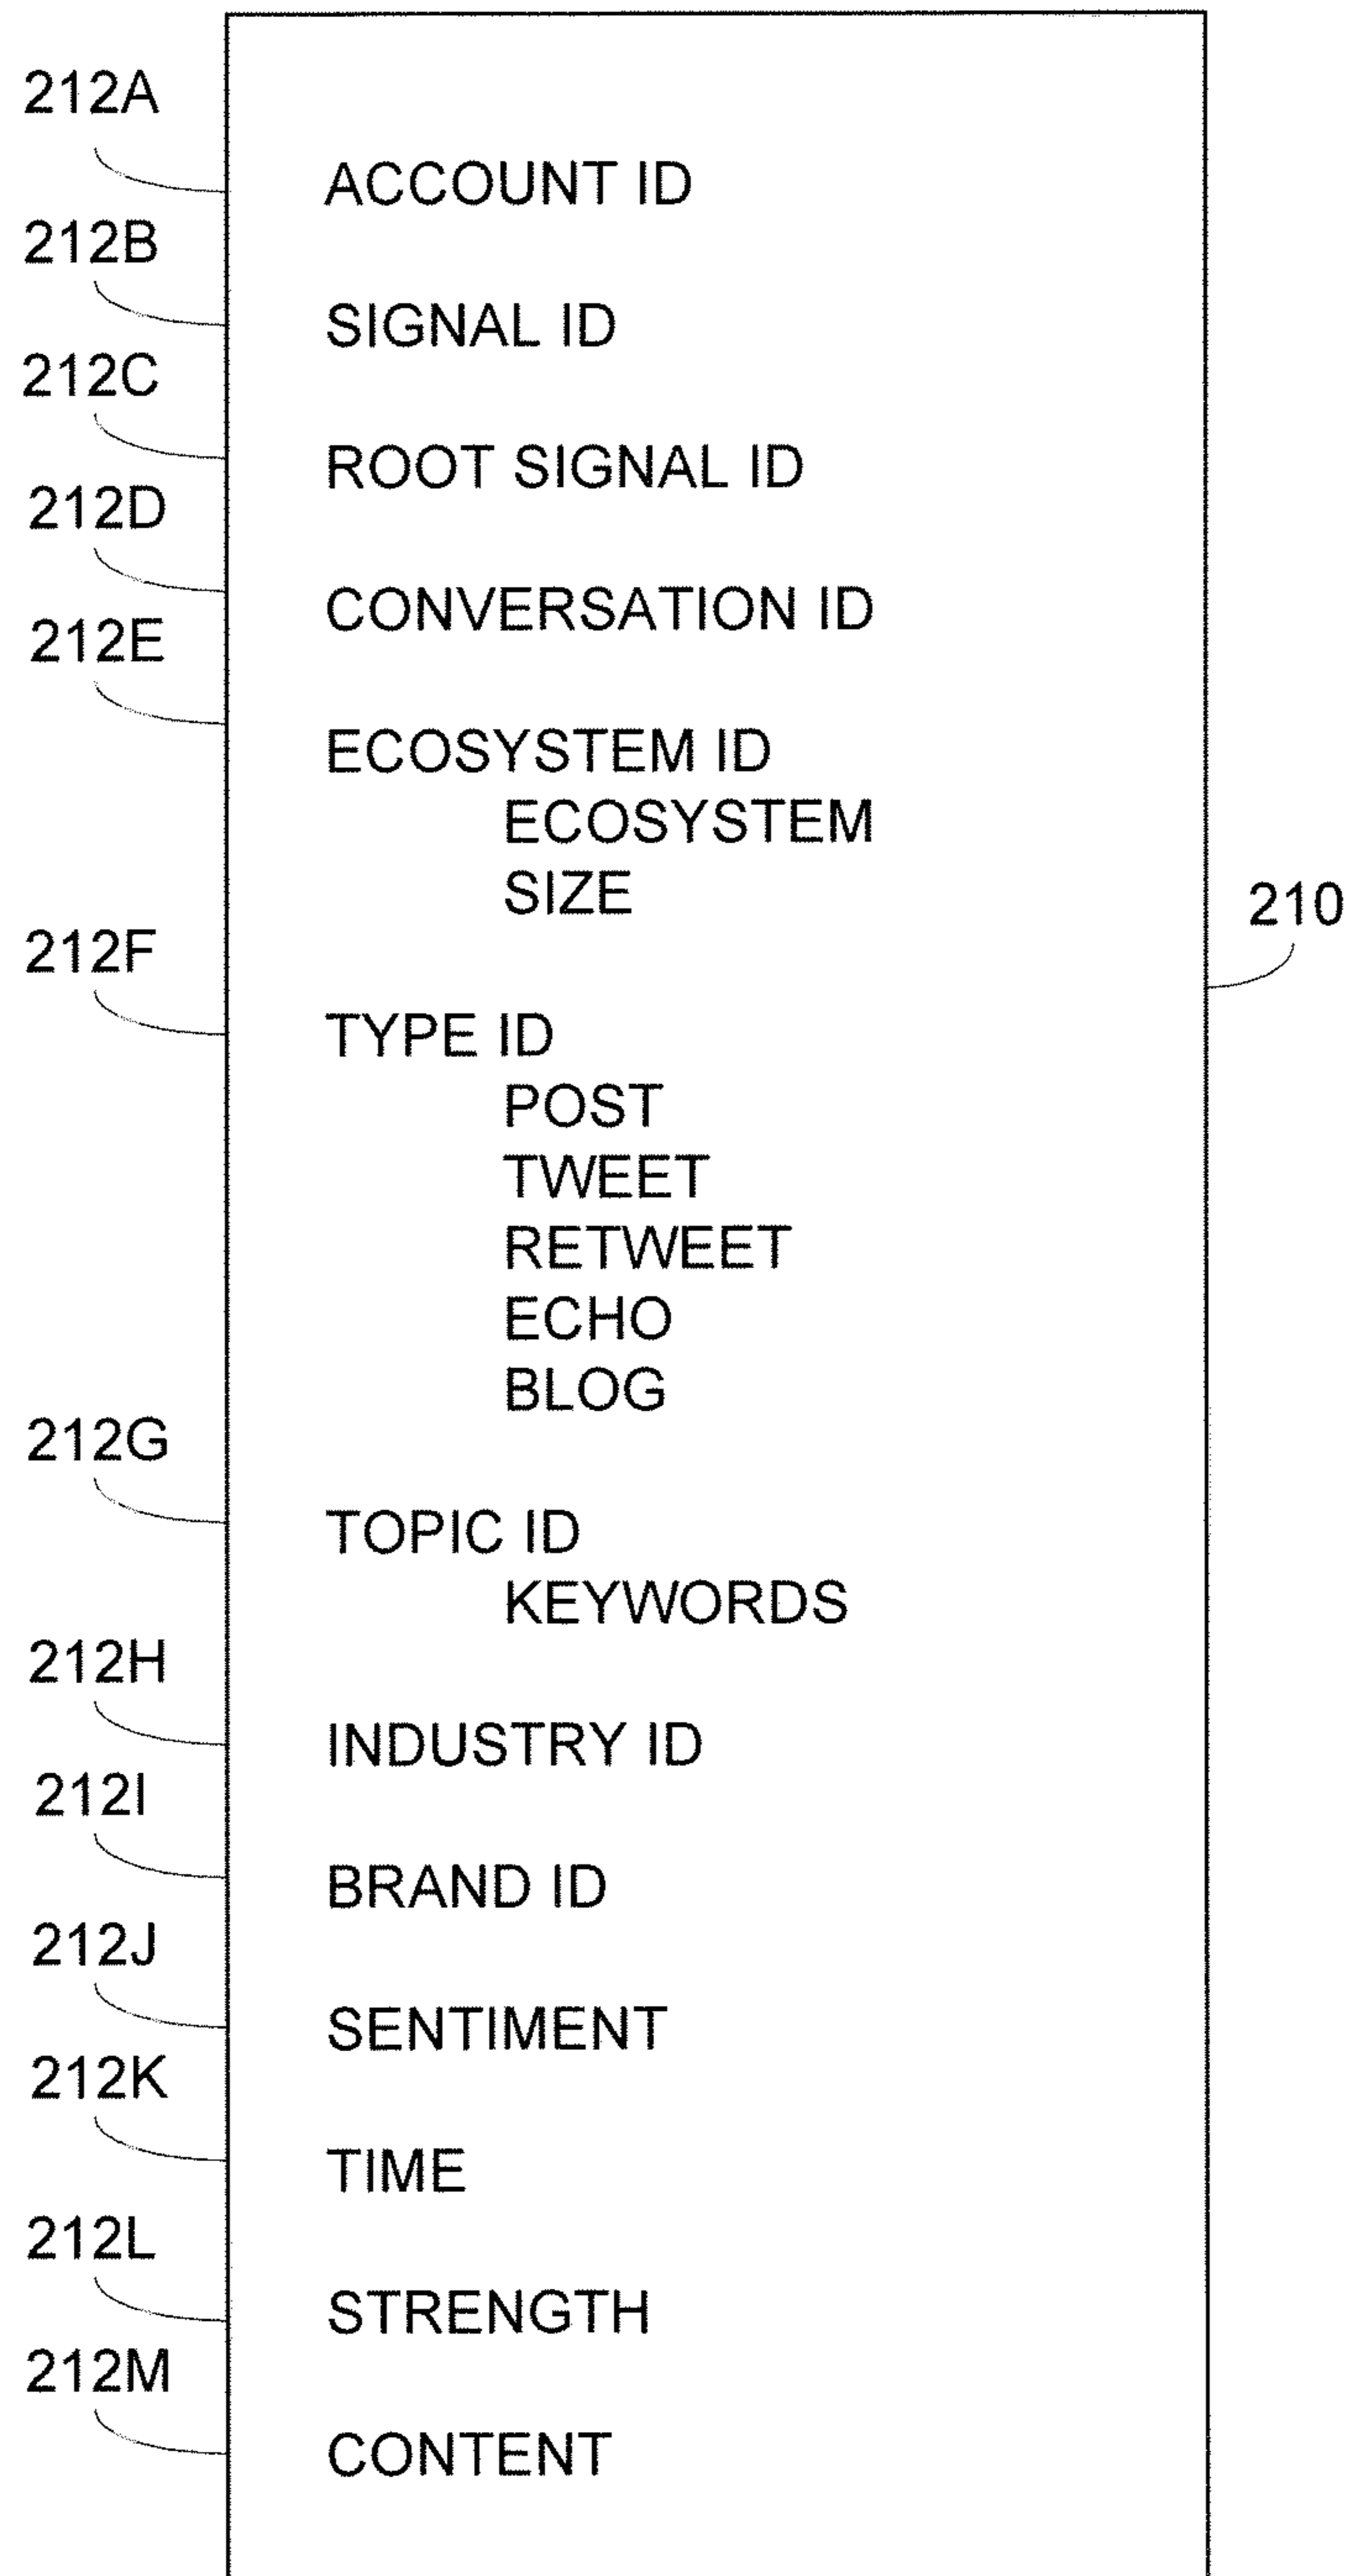 212A
ACCOUNT ID
212B
SIGNAL ID
212C
ROOT SIGNAL ID
212D
CONVERSATION ID
212E
ECOSYSTEM ID
ECOSYSTEM
SIZE
210
212F
TYPE ID
POST
TWEET
RETWEET
ECHO
BLOG
212G
TOPIC ID
KEYWORDS
212H
INDUSTRY ID
212I
BRAND ID
212J
SENTIMENT
212K
TIME
212L
STRENGTH
212M
CONTENT